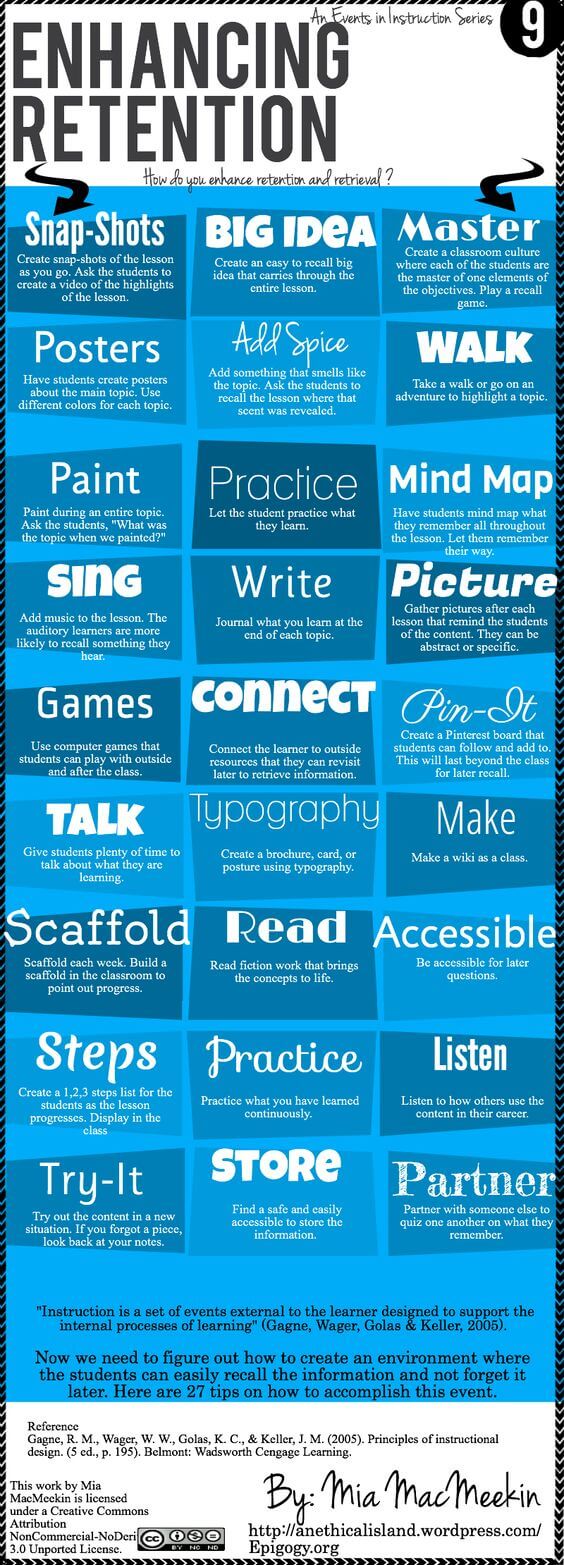 An Events in Instruction Series
9
ENHANCING
RETENTION
How do you enhance retention and retrieval ?
Snap-Shots
Create snap-shots of the lesson
as you go. Ask the students to
create a video of the highlights
of the lesson.
BIG IDEA
Create an easy to recall big
idea that carries through the
entire lesson.
Master
Create a classroom culture
where each of the students are
the master of one elements of
the objectives. Play a recall
game.
Posters
Have students create posters
about the main topic. Use
different colors for each topic.
Add Spice
Add something that smells like
the topic. Ask the students to
recall the lesson where that
scent was revealed.
WALK
Take a walk or go on an
adventure to highlight a topic.
Paint
Paint during an entire topic.
Ask the students, "What was
the topic when we painted?"
Practice
Let the student practice what
they learn.
Mind Map
Have students mind map what
they remember all throughout
the lesson. Let them remember
their way.
Sing
Add music to the lesson. The
auditory learners are more
likely to recall something they
hear.
Write
Journal what you learn at the
end of each topic.
Picture
Gather pictures after each
lesson that remind the students
of the content. They can be
abstract or specific.
Games
Use computer games that
students can play with outside
and after the class.
Connect
Connect the learner to outside
resources that they can revisit
later to retrieve information.
Pin-It
Create a Pinterest board that
students can follow and add to.
This will last beyond the class
for later recall.
TALK
Give students plenty of time to
talk about what they are
learning.
Typography
Create a brochure, card, or
posture using typography.
Make
Make a wiki as a class.
Scaffold
Scaffold each week. Build a
scaffold in the classroom to
point out progress.
Read
Read fiction work that brings
the concepts to life.
Accessible
Be accessible for later
questions.
Steps
Create a 1,2,3 steps list for the
students as the lesson
progresses. Display in the
class
Practice
Practice what you have learned
continuously.
Listen
Listen to how others use the
content in their career.
Try-It
Try out the content in a new
situation. If you forgot a piece,
look back at your notes.
STORE
Find a safe and easily
accessible to store the
information.
Partner
Partner with someone else to
quiz one another on what they
remember.
"Instruction is a set of events external to the learner designed to support the
internal processes of learning" (Gagne, Wager, Golas & Keller, 2005).
Now we need to figure out how to create an environment where
the students can easily recall the information and not forget it
later. Here are 27 tips on how to accomplish this event.
Reference
Gagne, R. M., Wager, W. W., Golas, K. C., & Keller, J. M. (2005). Principles of instructional
design. (5 ed., p. 195). Belmont: Wadsworth Cengage Learning.
This work by Mia
MacMeekin is licensed
under a Creative Commons
Attribution
NonCommercial-NoDeri
3.0 Unported License.
cc
BY NC ND
By: Mia MacMeekin
http://anethicalisland.wordpress.com/
Epigogy.org